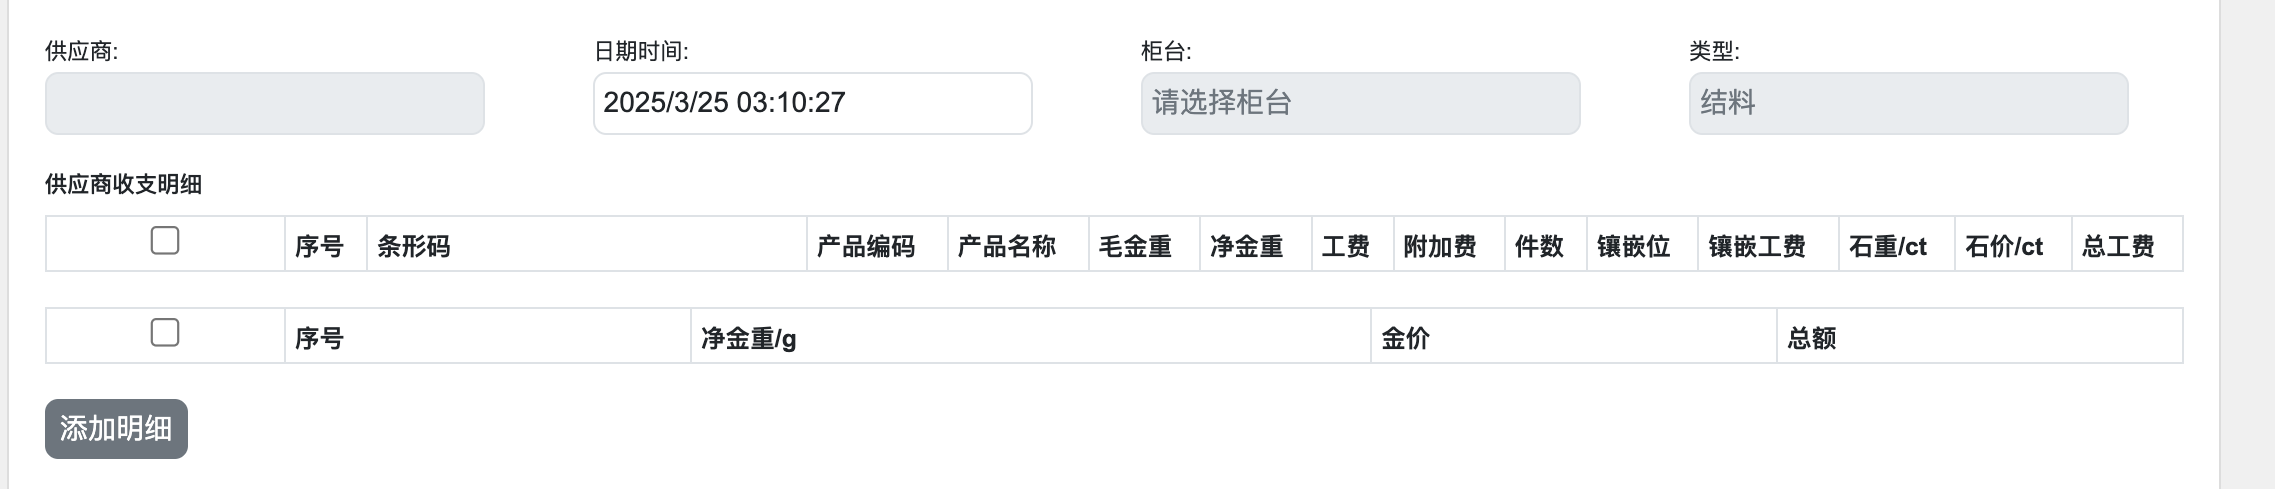 供应商: 日期时间: 柜台: 类型:
2025/3/25 03:10:27 请选择柜台 结料
供应商收支明细
序号 条形码 产品编码 产品名称 毛金重 净金重 工费 附加费 件数 镶嵌位 镶嵌工费 石重/ct 石价/ct 总工费
序号 净金重/g 金价 总额
添加明细